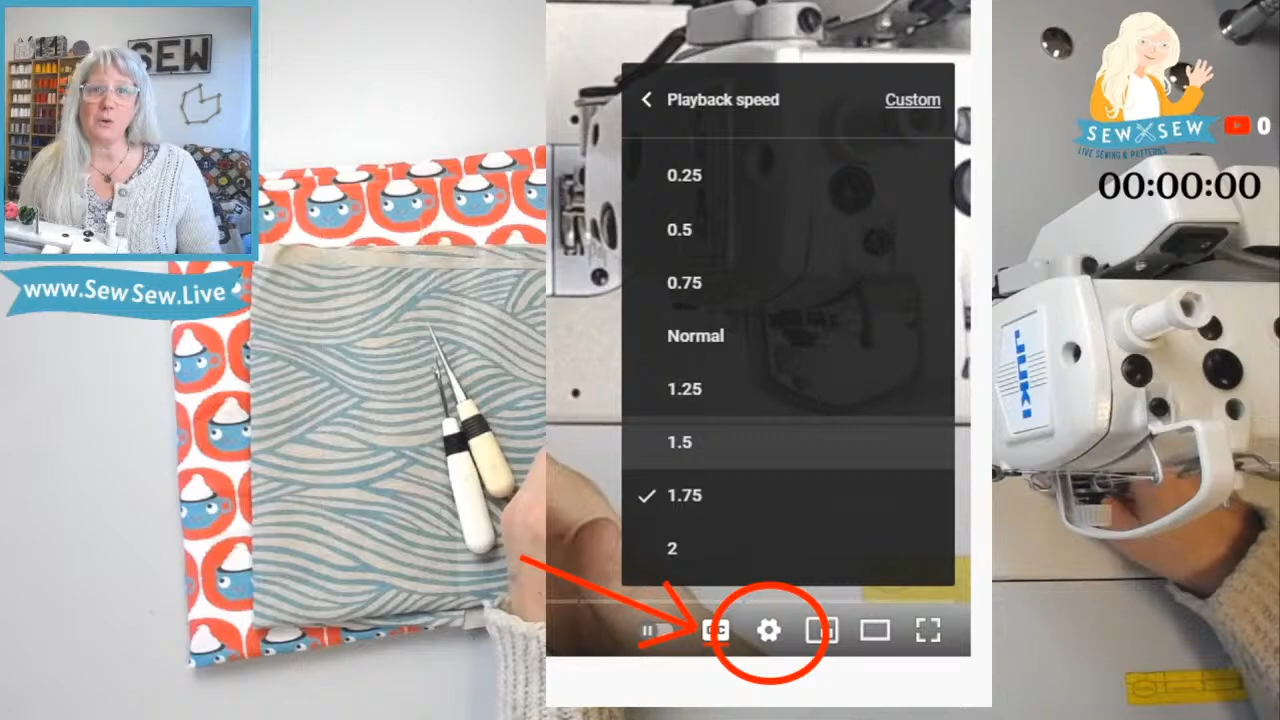 SEW
www.SewSew.Live
Playback speed
Custom
0.25
0.5
0.75
Normal
1.25
1.5
1.75
2
CC
SEW SEW
LIVE SEWING & PATTERNS
0
00:00:00
JUKI